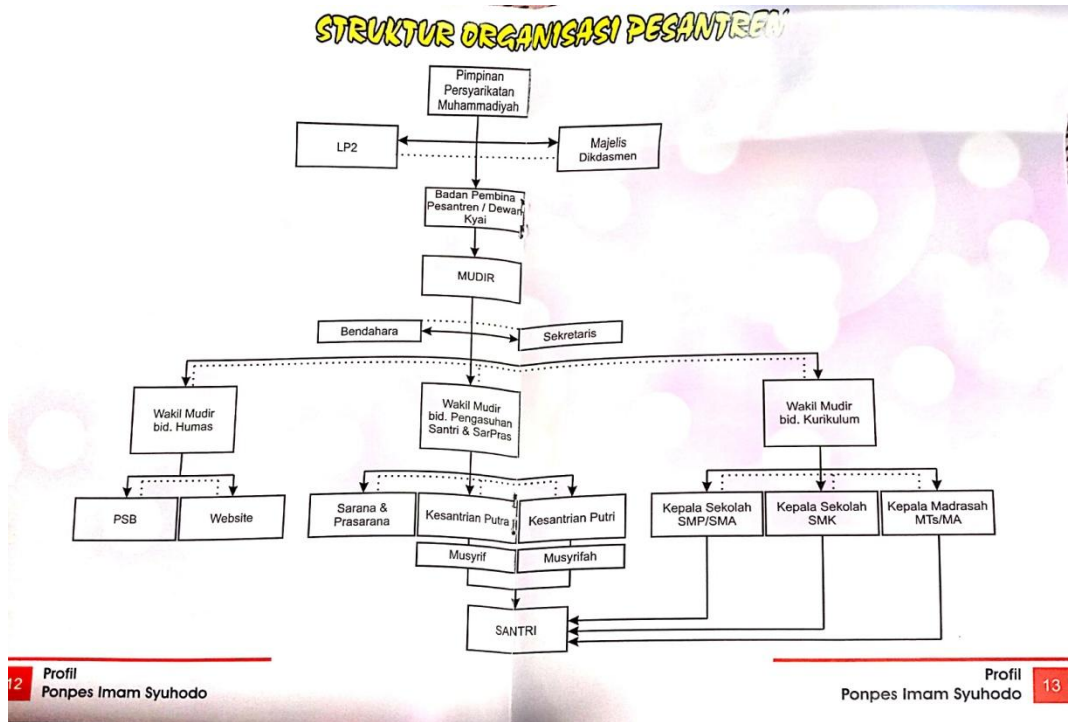 STRUKTUR ORGANISASI PESANTREN
Pimpinan
Persyarikatan
Muhammadiyah
LP2
Majelis
Dikdasmen
Badan Pembina
Pesantren / Dewan
Kyai
MUDIR
Bendahara
Sekretaris
Wakil Mudir
bid. Humas
Wakil Mudir
bid. Pengasuhan
Santri & SarPras
Wakil Mudir
bid. Kurikulum
PSB
Website
Sarana &
Prasarana
Kesantrian Putra
Kesantrian Putri
Kepala Sekolah
SMP/SMA
Kepala Sekolah
SMK
Kepala Madrasah
MTs/MA
Musyrif
Musyrifah
SANTRI
12
Profil
Ponpes Imam Syuhodo
Profil
Ponpes Imam Syuhodo
13